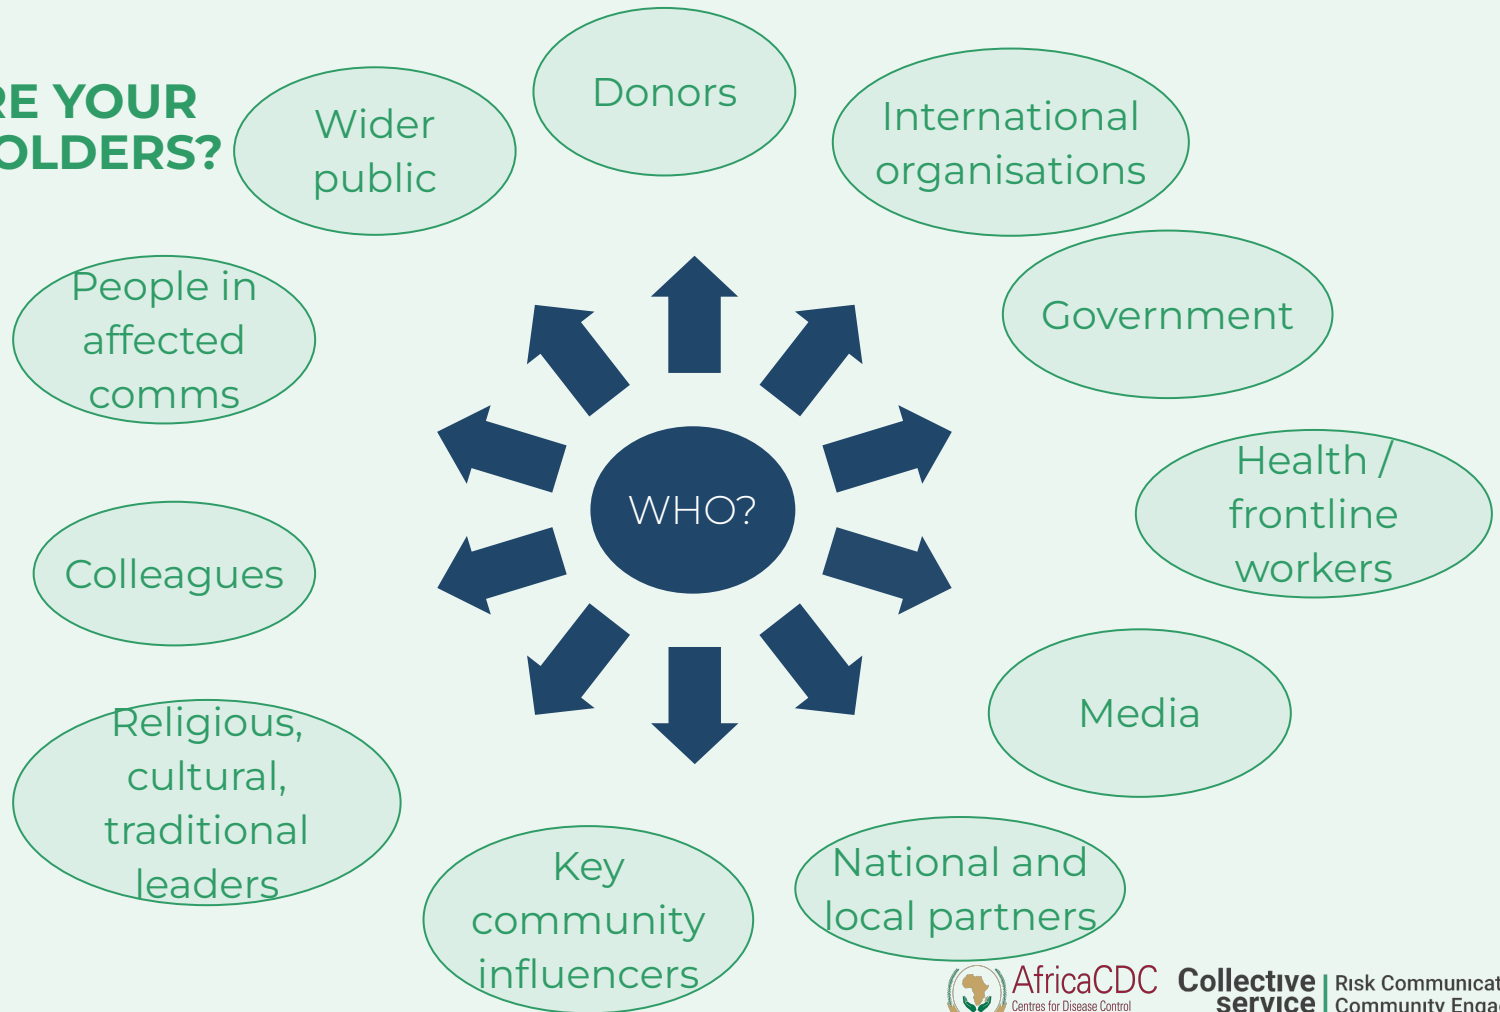 RE YOUR
OLDERS?
Wider
public
Donors
International
organisations
Government
Health /
frontline
workers
Media
National and
local partners
Key
community
influencers
Religious,
cultural,
traditional
leaders
Colleagues
People in
affected
comms
WHO?
AfricaCDC
Centres for Disease Control
Collective
service
Risk Communicat
Community Engag